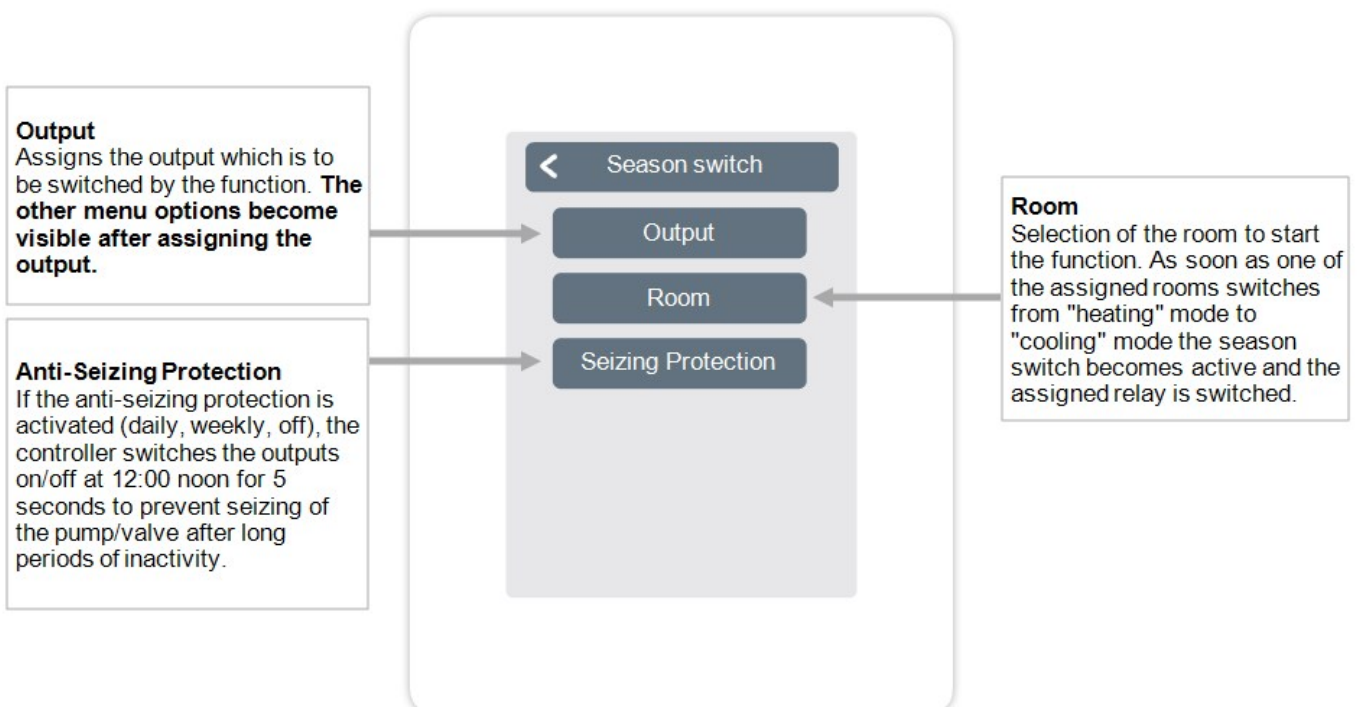 Output
Assigns the output which is to
be switched by the function. The
other menu options become
visible after assigning the
output.
Anti-Seizing Protection
If the anti-seizing protection is
activated (daily, weekly, off), the
controller switches the outputs
on/off at 12:00 noon for 5
seconds to prevent seizing of
the pump/valve after long
periods of inactivity.
Season switch
Output
Room
Seizing Protection
Room
Selection of the room to start
the function. As soon as one of
the assigned rooms switches
from "heating" mode to
"cooling" mode the season
switch becomes active and the
assigned relay is switched.